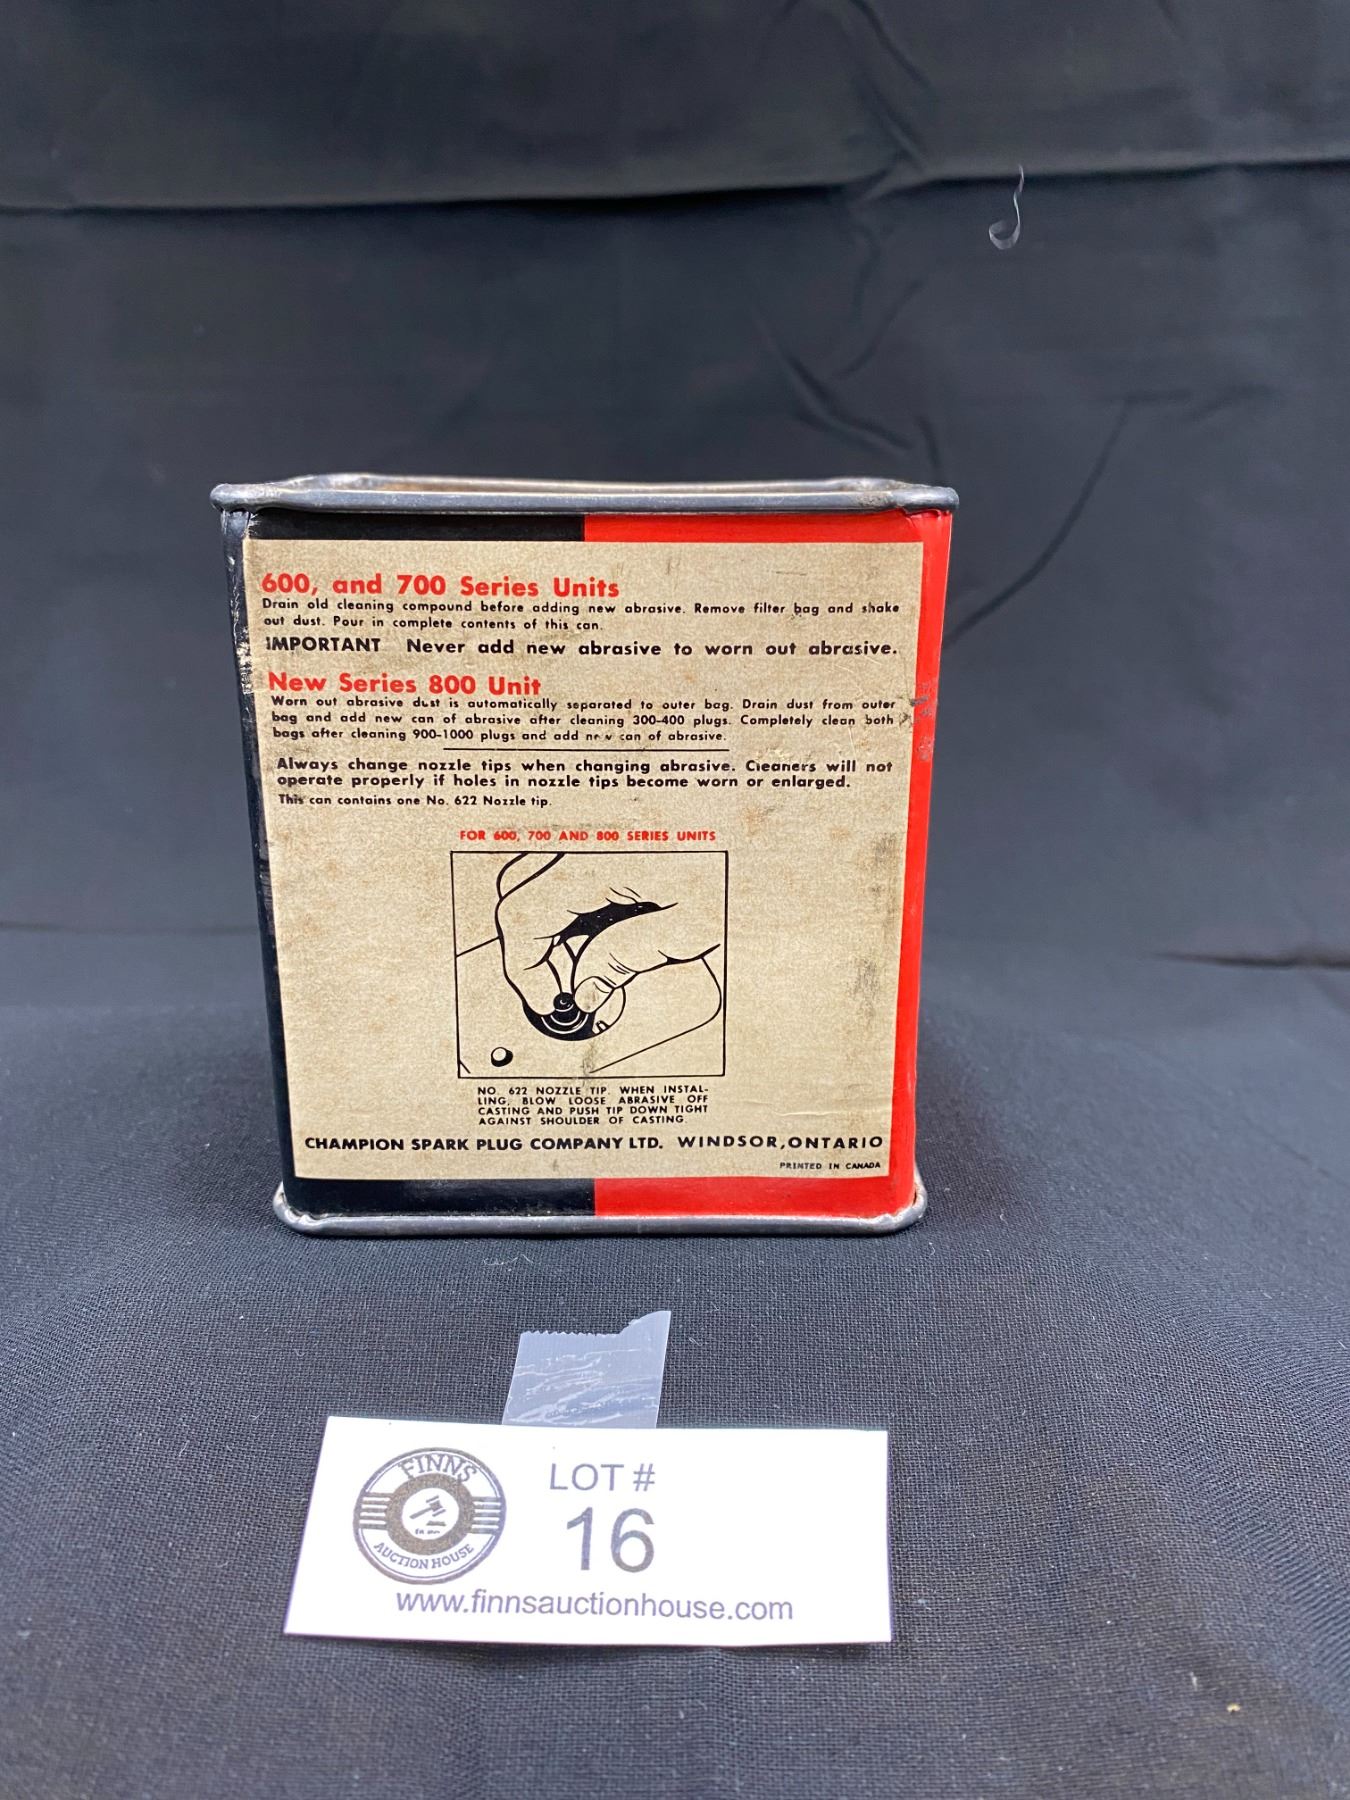 600, and 700 Series Units
Drain old cleaning compound before adding new abrasive. Remove filter bag and shake
out dust. Pour in complete contents of this can.
IMPORTANT Never add new abrasive to worn out abrasive.
New Series 800 Unit
Worn out abrasive dust is automatically separated to outer bag. Drain dust from outer
bag and add new can of abrasive after cleaning 300-400 plugs. Completely clean both
bags after cleaning 900-1000 plugs and add new can of abrasive.
Always change nozzle tips when changing abrasive. Cleaners will not
operate properly if holes in nozzle tips become worn or enlarged.
This can contains one No. 622 Nozzle tip.
FOR 600, 700 AND 800 SERIES UNITS
NO. 622 NOZZLE TIP. WHEN INSTAL-
LING, BLOW LOOSE ABRASIVE OFF
CASTING AND PUSH TIP DOWN TIGHT
AGAINST SHOULDER OF CASTING.
CHAMPION SPARK PLUG COMPANY LTD. WINDSOR, ONTARIO
PRINTED IN CANADA
FINNS
AUCTION HOUSE
LOT #
16
www.finnsauctionhouse.com